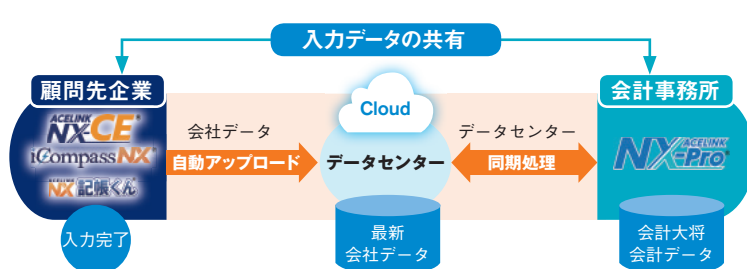 入力データの共有
顧問先企業
会計事務所
ACELINK
NX-CE®
iCompassNX®
ACELINK
NX記帳くん®
入力完了
会社データ
自動アップロード
Cloud
データセンター
最新
会社データ
データセンター
同期処理
ACELINK
NX-Pro®
会計大将
会計データ